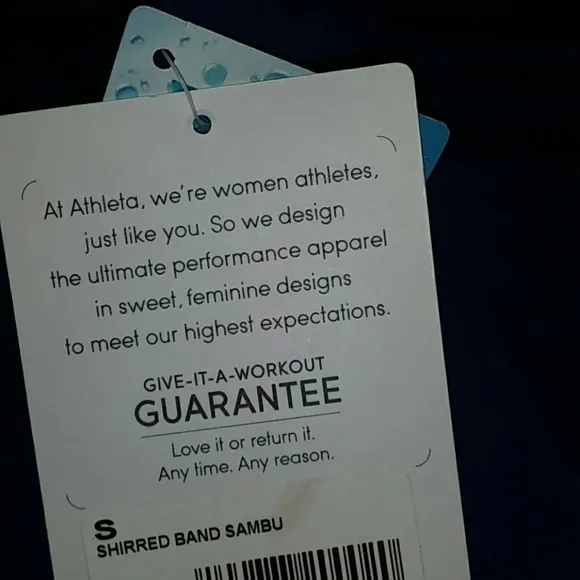 At Athleta, we're women athletes,
just like you. So we design
the ultimate performance apparel
in sweet, feminine designs
to meet our highest expectations.
GIVE-IT-A-WORKOUT
GUARANTEE
Love it or return it.
Any time. Any reason.
S
SHIRRED BAND SAMBU